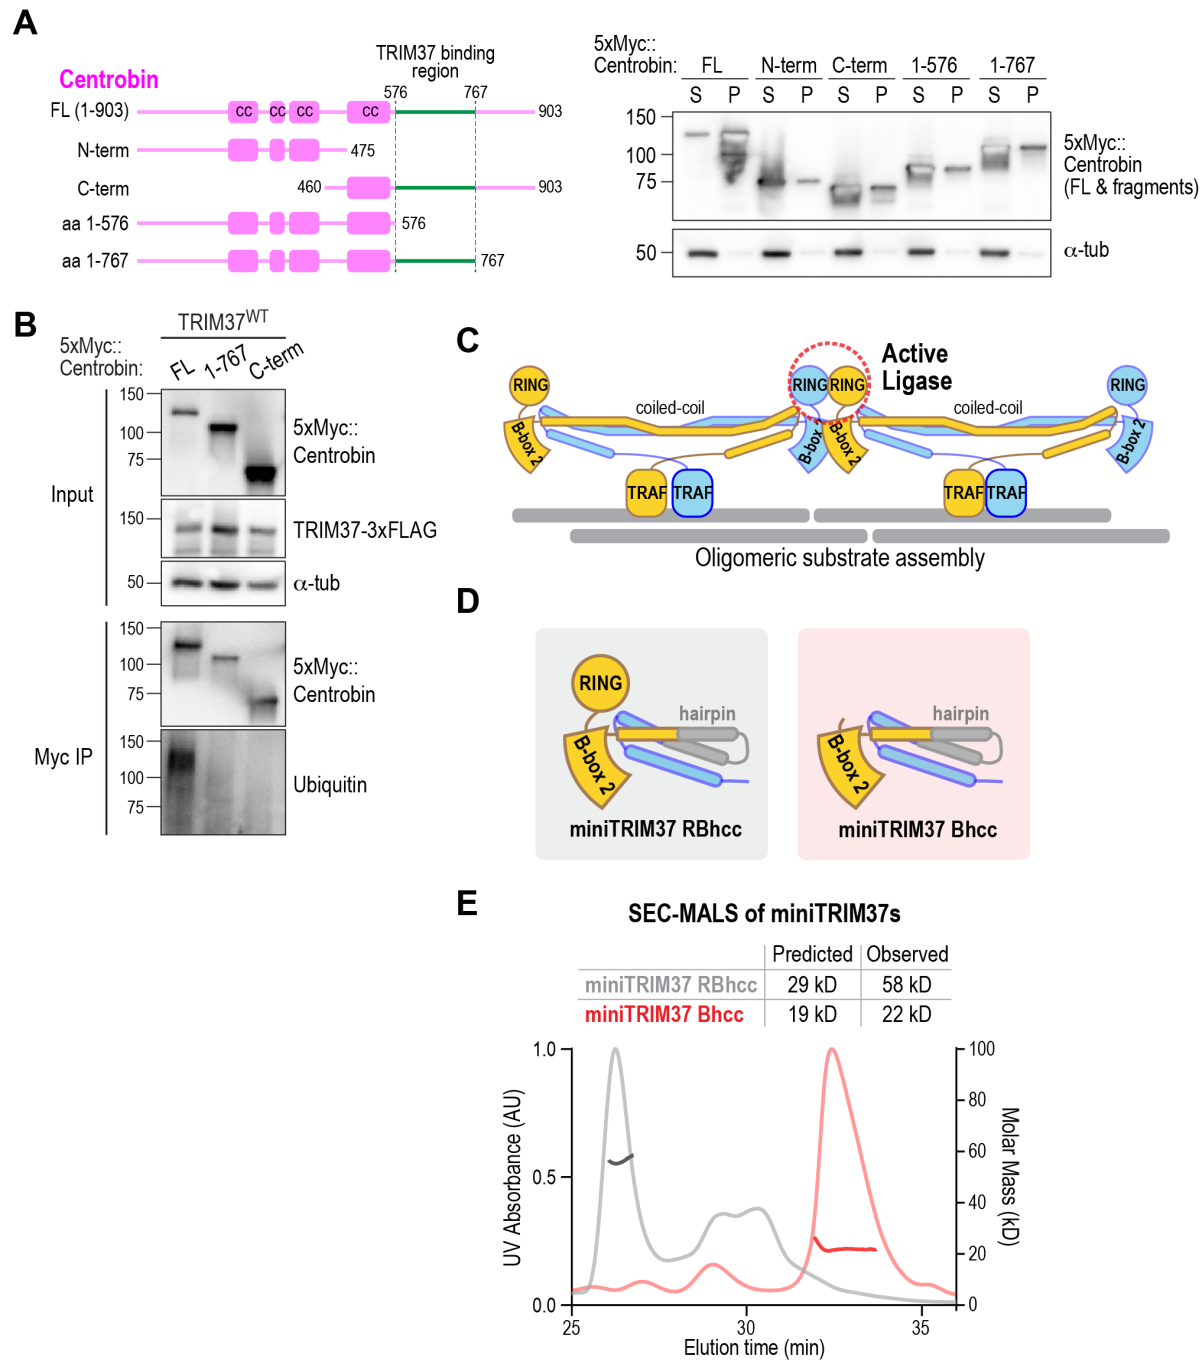 A
Centrobin
TRIM37 binding
region
576
767
FL (1-903)
CC
CC
CC
CC
903
N-term
475
C-term
460
903
aa 1-576
576
aa 1-767
767
5xMyc::
Centrobin:
FL
N-term
C-term
1-576
1-767
S P S P S P S P S P
150
100
75
5xMyc::
Centrobin
(FL & fragments)
50
α-tub
B
TRIM37WT
5xMyc::
Centrobin:
FL
1-767
C-term
Input
150
100
75
5xMyc::
Centrobin
150
TRIM37-3xFLAG
50
α-tub
Myc IP
150
100
75
5xMyc::
Centrobin
150
100
75
Ubiquitin
C
Active
Ligase
RING
RING
RING
RING
coiled-coil
coiled-coil
B-box 2
B-box
B-box 2
B-box 2
TRAF
TRAF
TRAF
TRAF
Oligomeric substrate assembly
D
RING
hairpin
B-box 2
miniTRIM37 RBhcc
hairpin
B-box 2
miniTRIM37 Bhcc
E
SEC-MALS of miniTRIM37s
Predicted Observed
miniTRIM37 RBhcc 29 kD 58 kD
miniTRIM37 Bhcc 19 kD 22 kD
UV Absorbance (AU)
1.0
0.5
0.0
100
80
60
40
20
0
Molar Mass (kD)
25
30
35
Elution time (min)